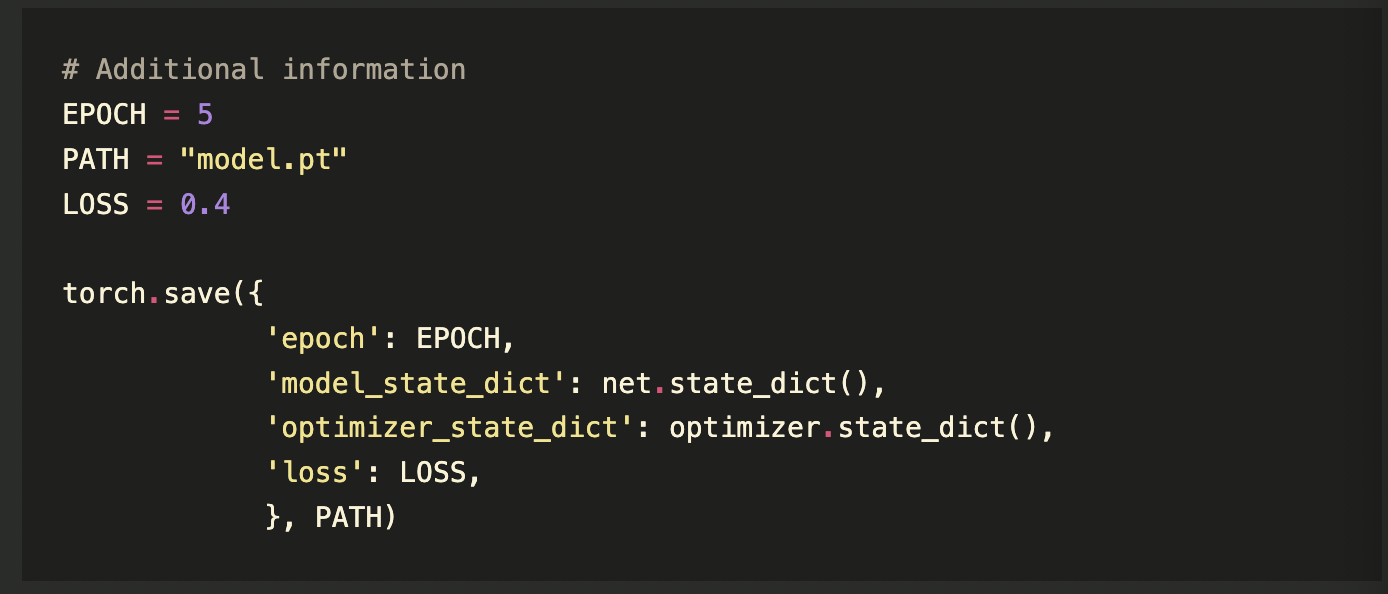 # Additional information
EPOCH = 5
PATH = "model.pt"
LOSS = 0.4
torch.save({
'epoch': EPOCH,
'model_state_dict': net.state_dict(),
'optimizer_state_dict': optimizer.state_dict(),
'loss': LOSS,
}, PATH)